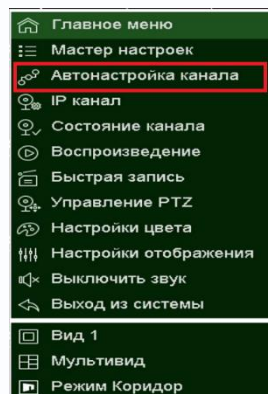 Главное меню
Мастер настроек
Автонастройка канала
IP канал
Состояние канала
Воспроизведение
Быстрая запись
Управление PTZ
Настройки цвета
Настройки отображения
Выключить звук
Выход из системы
Вид 1
Мультивид
Режим Коридор